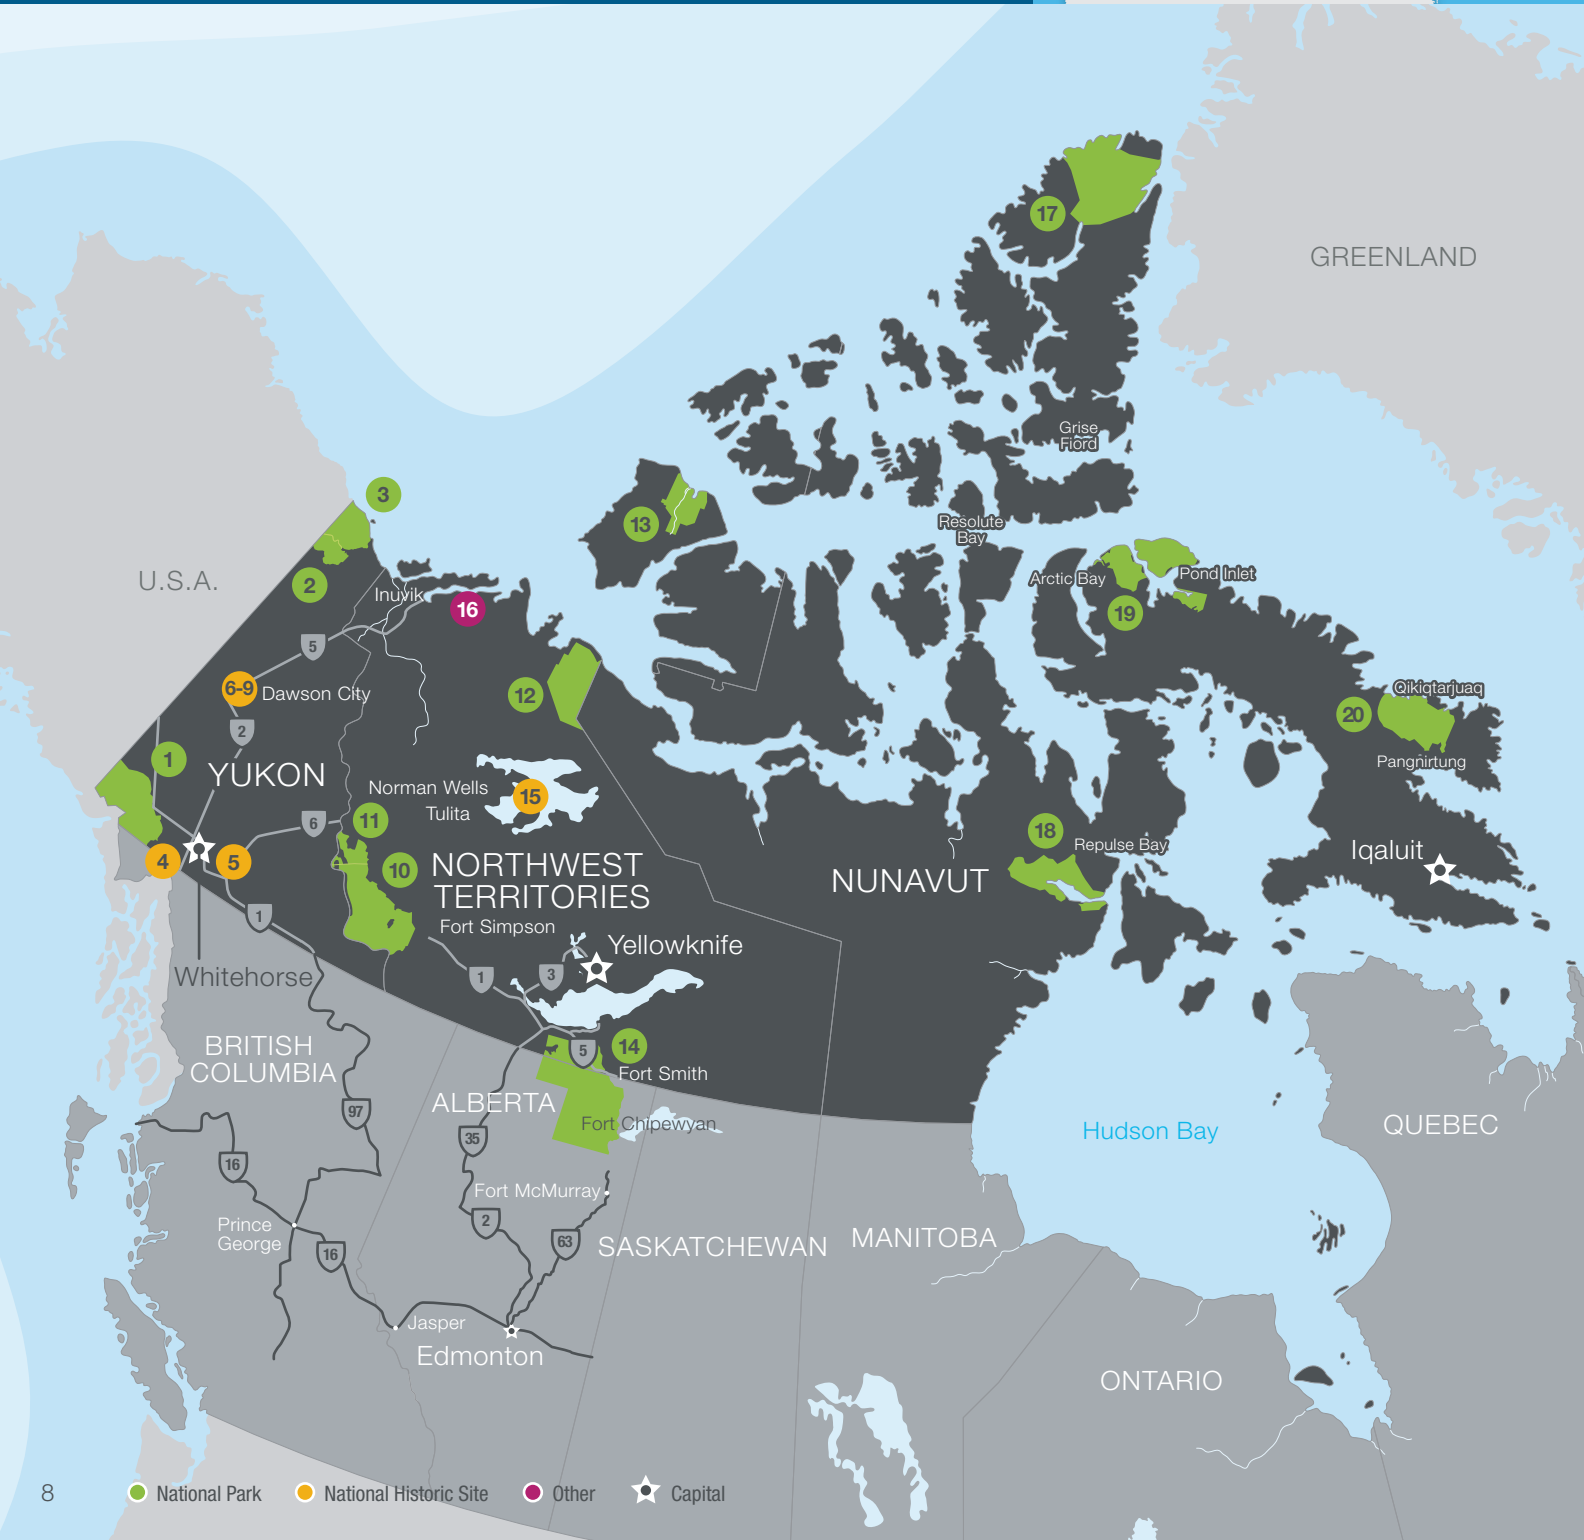 17
GREENLAND
Grise
Fiord
3
13
Resolute
Bay
U.S.A.
2
Inuvik
16
Arctic Bay
Pond Inlet
19
5
6-9
Dawson City
12
Qikiqtarjuaq
20
2
1
YUKON
Pangnirtung
Norman Wells
15
Tulita
6
11
18
Repulse Bay
4
5
10
NORTHWEST
TERRITORIES
NUNAVUT
Iqaluit
1
Fort Simpson
Yellowknife
Whitehorse
1
3
BRITISH
COLUMBIA
5
14
Fort Smith
ALBERTA
97
Fort Chipewyan
Hudson Bay
QUEBEC
35
16
Fort McMurray
Prince
George
2
63
16
SASKATCHEWAN
MANITOBA
Jasper
Edmonton
ONTARIO
8
National Park
National Historic Site
Other
Capital